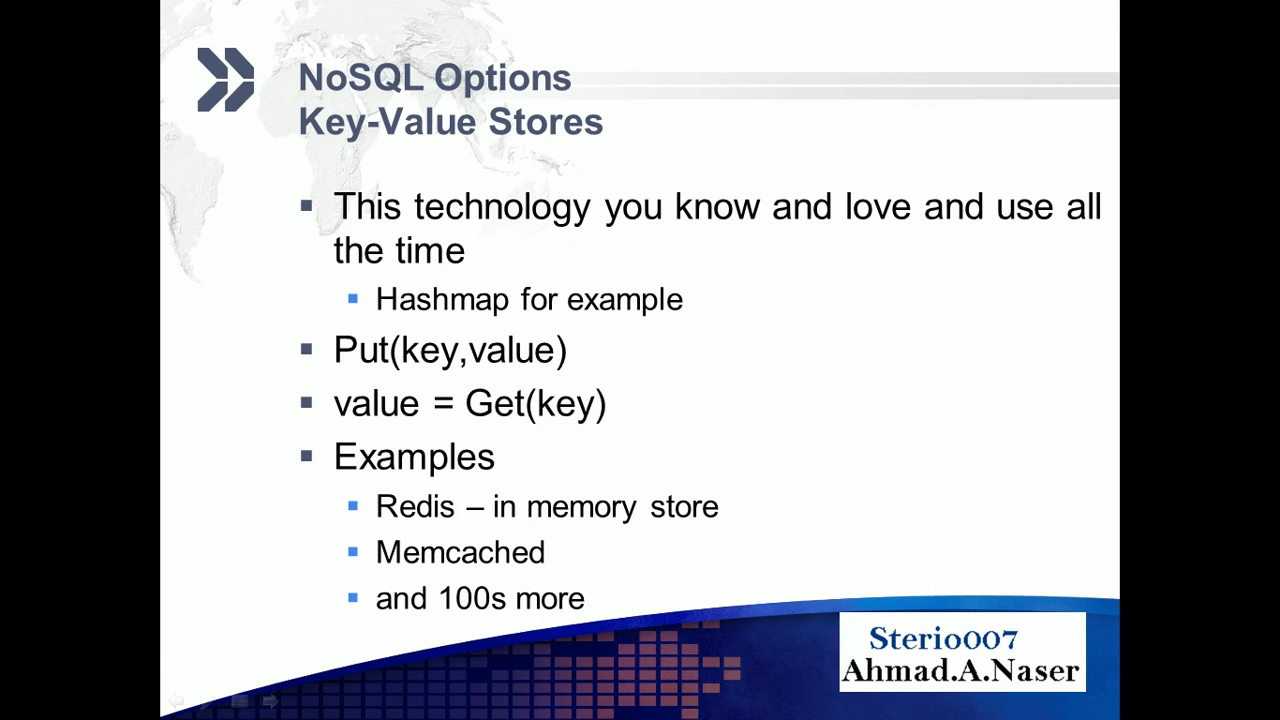 NoSQL Options
Key-Value Stores
This technology you know and love and use all
the time
Hashmap for example
Put(key,value)
value = Get(key)
Examples
Redis – in memory store
Memcached
and 100s more
Sterio007
Ahmad.A.Naser